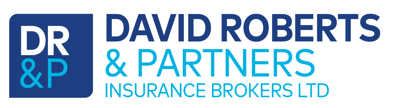 DR
&P
DAVID ROBERTS
& PARTNERS
INSURANCE BROKERS LTD